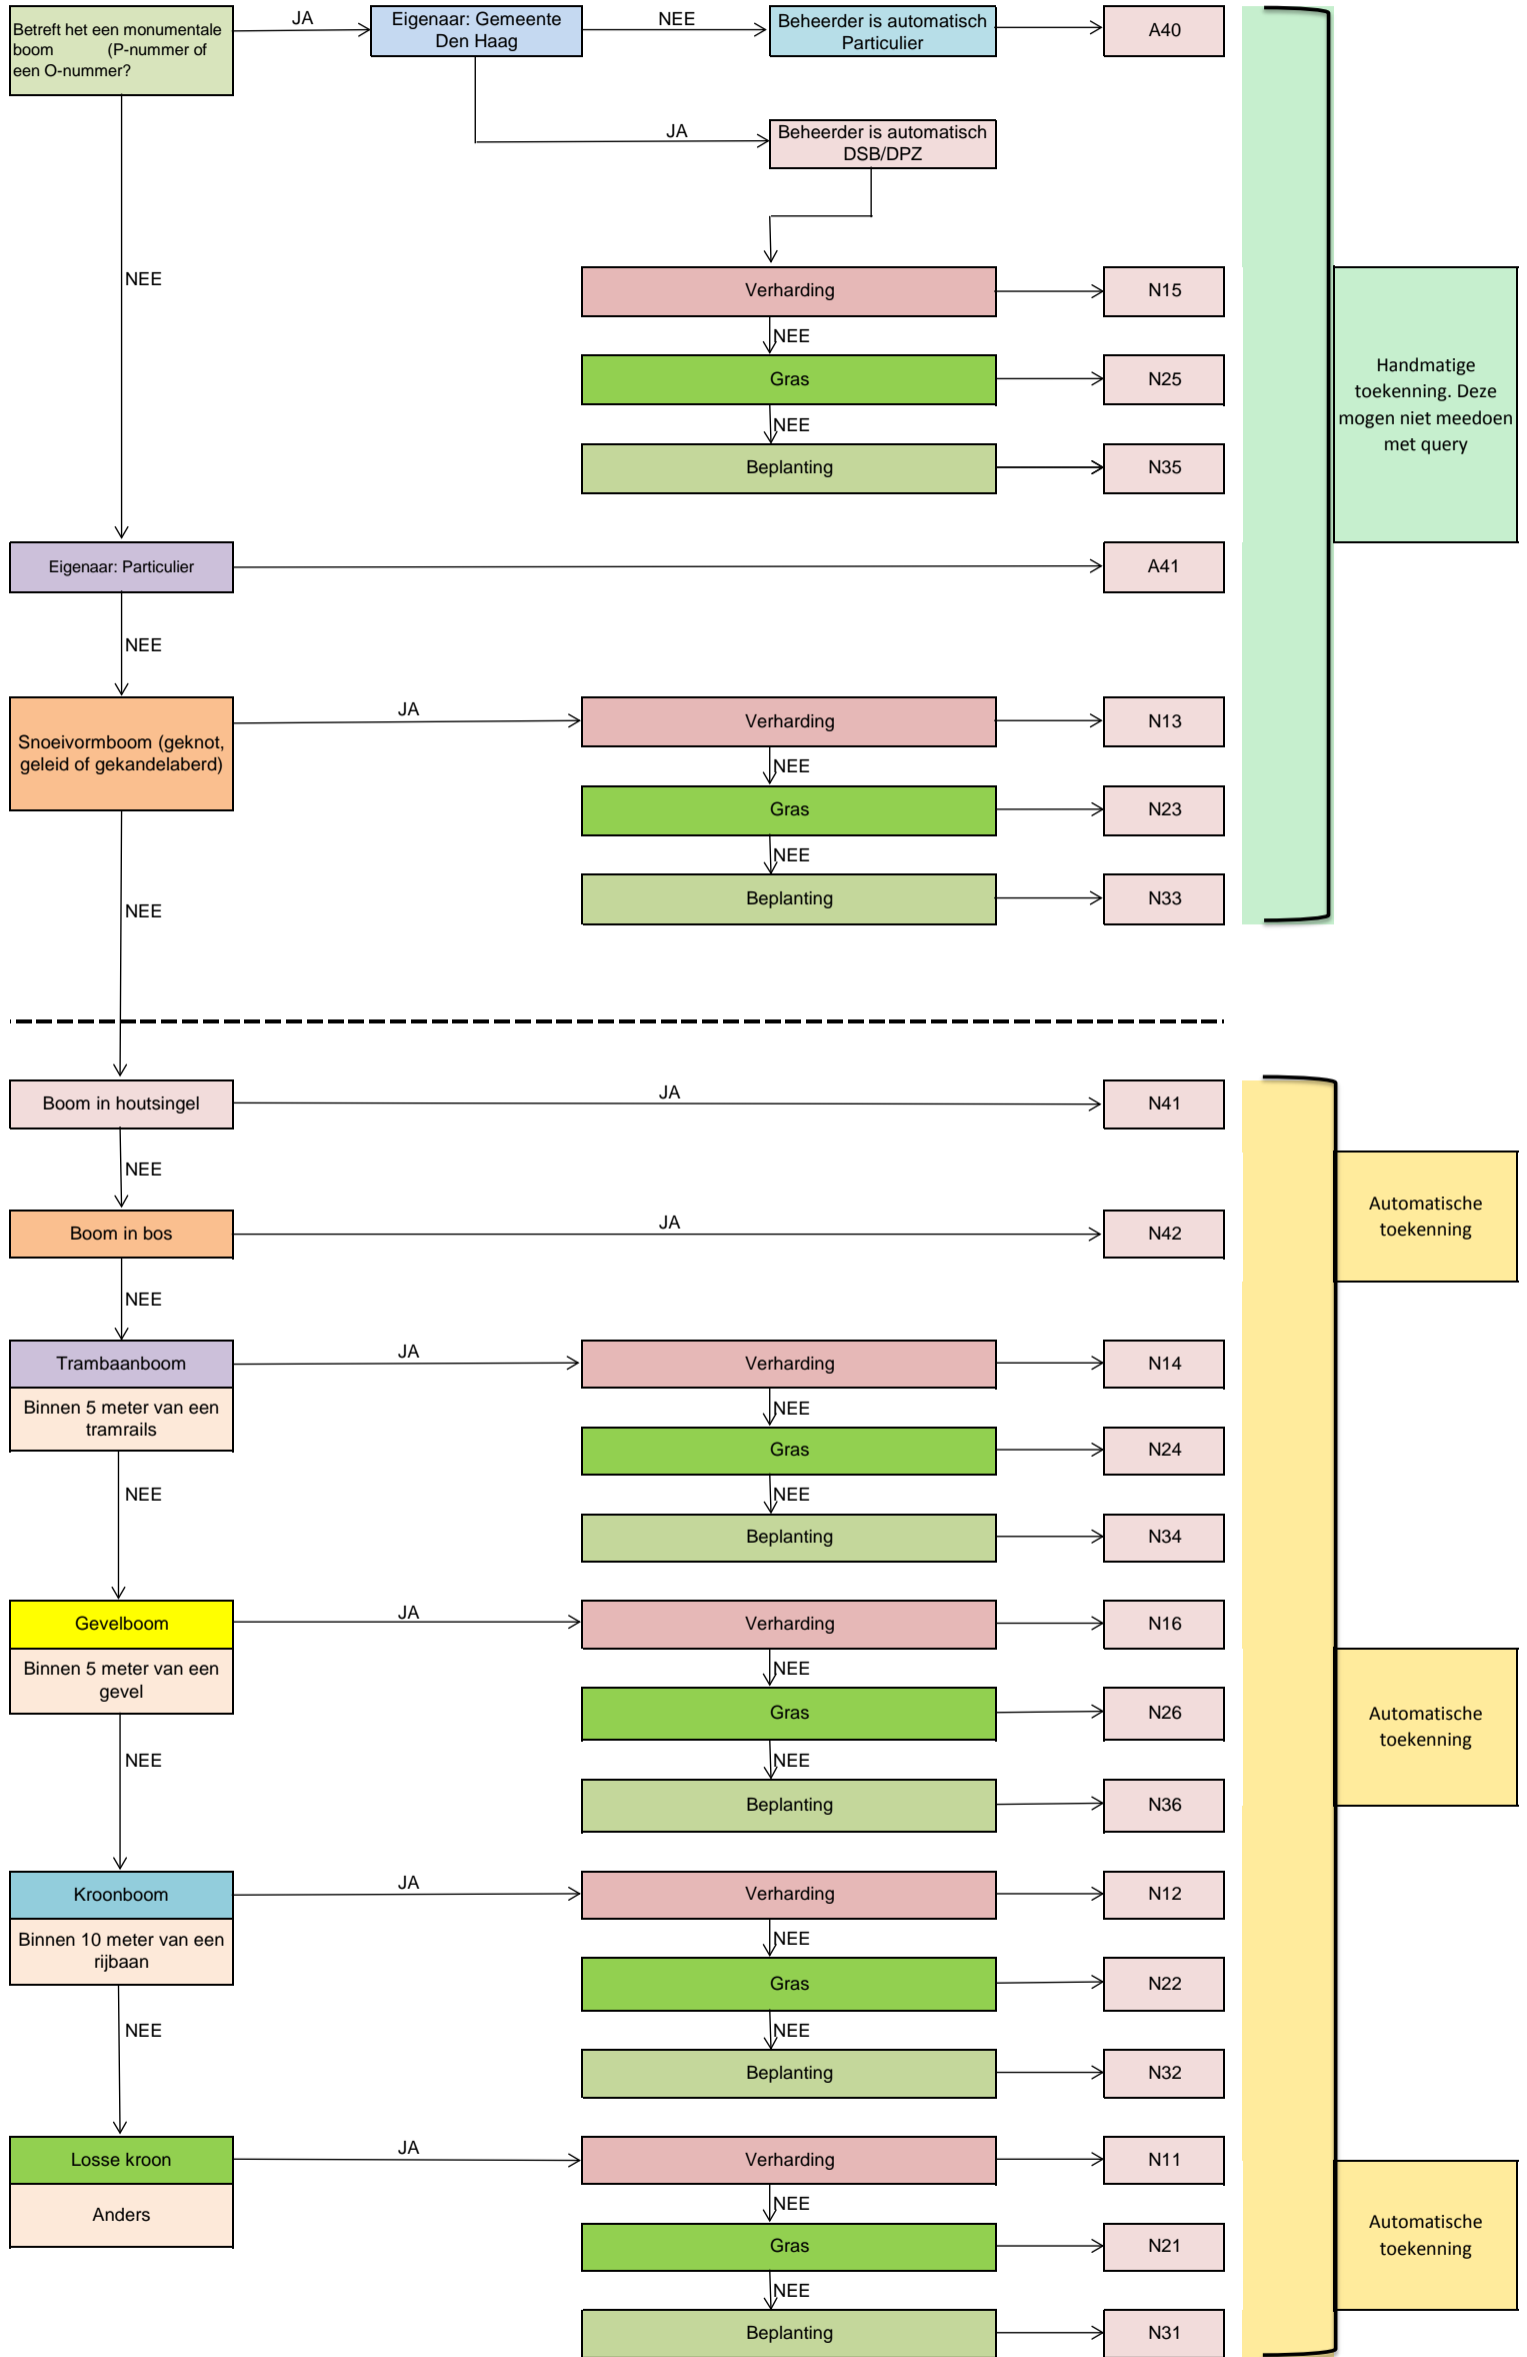 Betreft het een monumentale
boom (P-nummer of
een O-nummer?
JA
Eigenaar: Gemeente
Den Haag
NEE
Beheerder is automatisch
Particulier
A40
JA
Beheerder is automatisch
DSB/DPZ
NEE
Verharding
N15
NEE
Gras
N25
NEE
Beplanting
N35
Handmatige
toekenning. Deze
mogen niet meedoen
met query
Eigenaar: Particulier
A41
NEE
Snoeivormboom (geknot,
geleid of gekandelaberd)
JA
Verharding
N13
NEE
Gras
N23
NEE
Beplanting
N33
NEE
Boom in houtsingel
JA
N41
NEE
Boom in bos
JA
N42
Automatische
toekenning
NEE
Trambaanboom
Binnen 5 meter van een
tramrails
JA
Verharding
N14
NEE
Gras
N24
NEE
Beplanting
N34
NEE
Gevelboom
Binnen 5 meter van een
gevel
JA
Verharding
N16
NEE
Gras
N26
NEE
Beplanting
N36
Automatische
toekenning
NEE
Kroonboom
Binnen 10 meter van een
rijbaan
JA
Verharding
N12
NEE
Gras
N22
NEE
Beplanting
N32
NEE
Losse kroon
Anders
JA
Verharding
N11
NEE
Gras
N21
NEE
Beplanting
N31
Automatische
toekenning